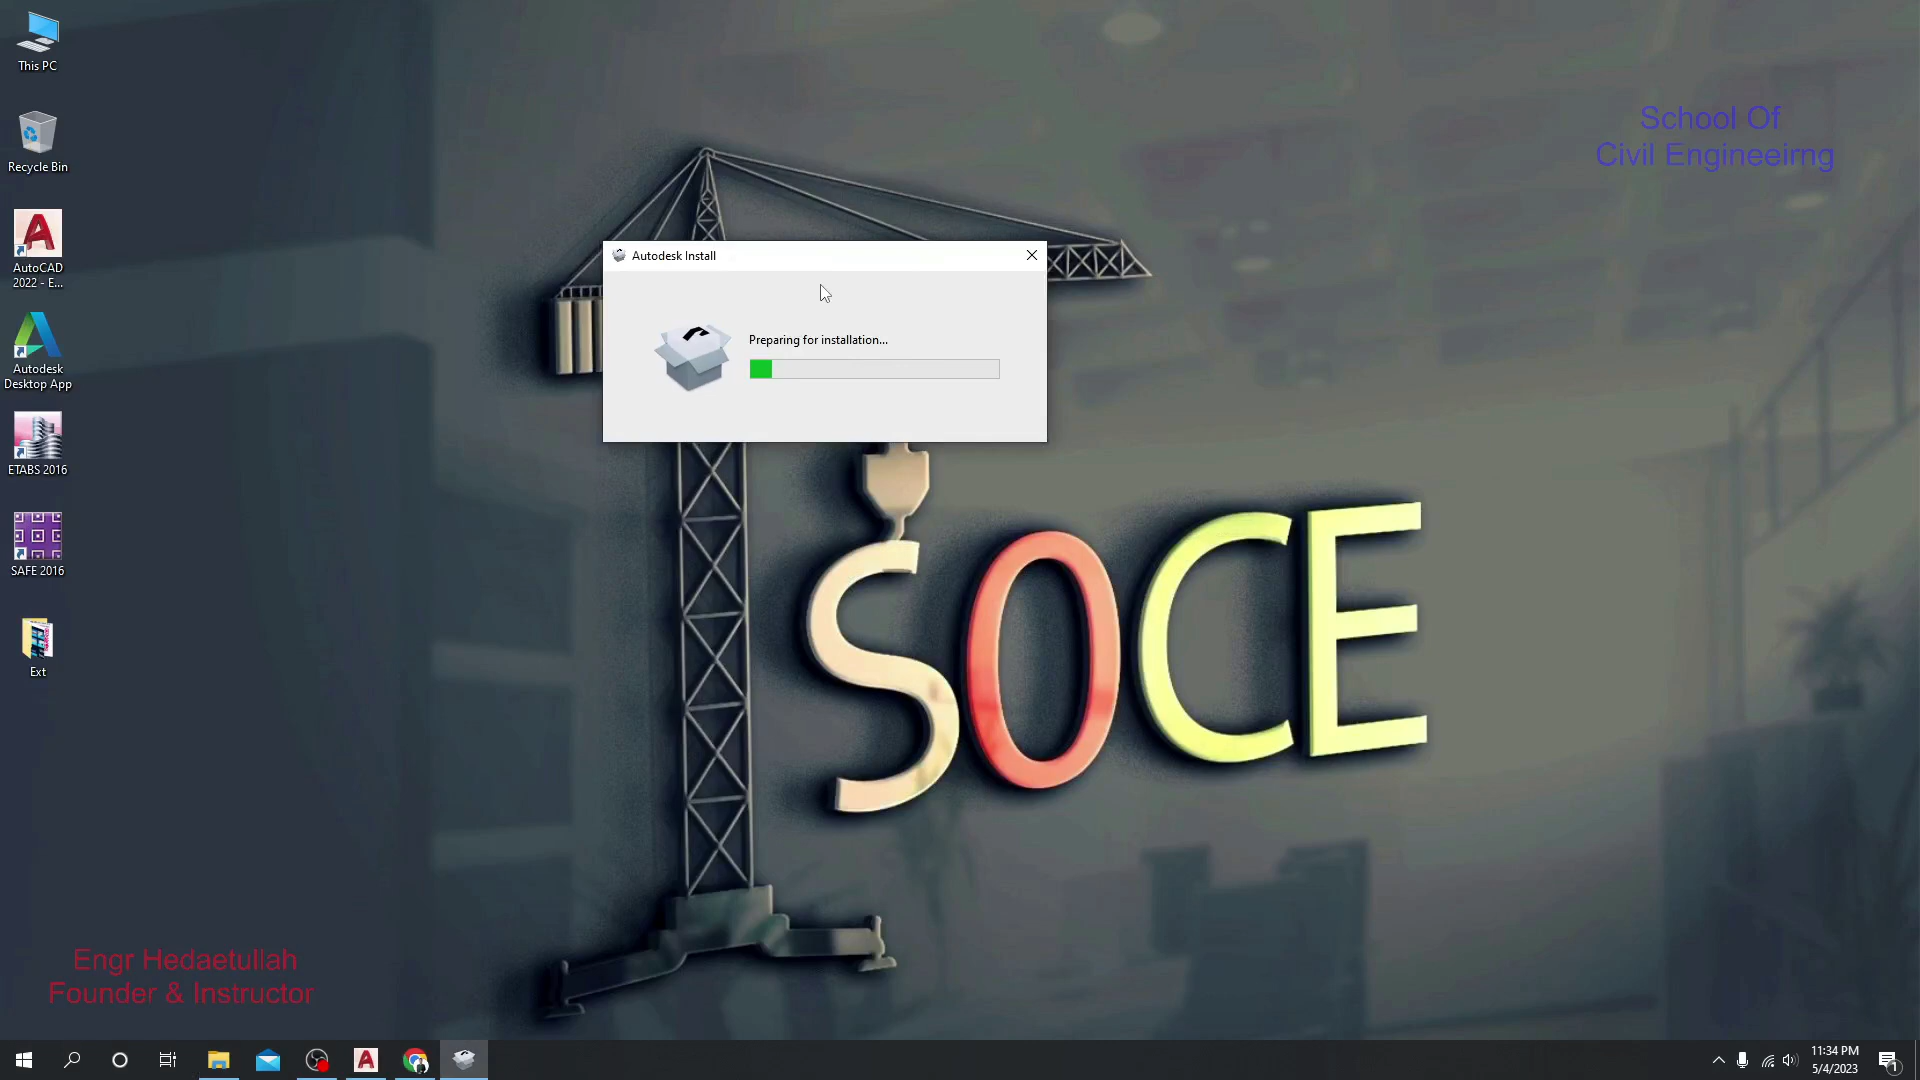 This PC
Recycle Bin
AutoCAD
2022 - E...
Autodesk
Desktop App
ETABS 2016
SAFE 2016
Ext
School Of
Civil Engineeirng
Autodesk Install
Preparing for installation...
SOCE
Engr Hedaetullah
Founder & Instructor
11:34 PM
5/4/2023
1